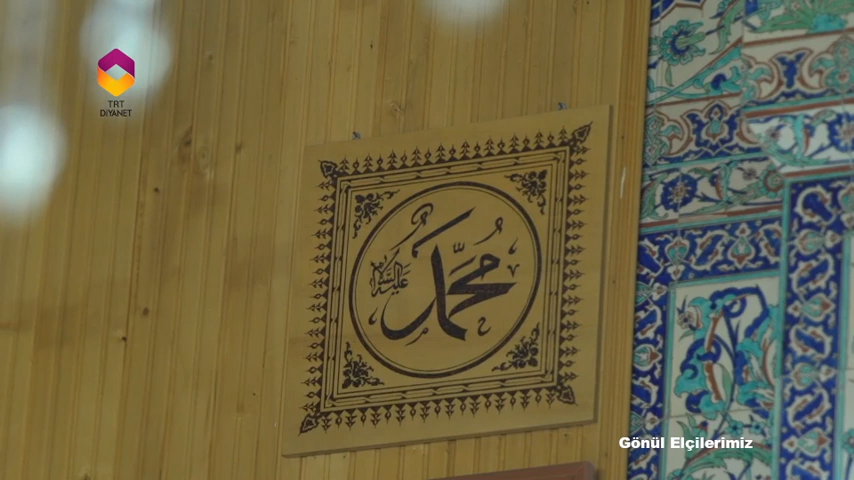 TRT
DİYANET
محمد
عليه السلام
Gönül Elçilerimiz